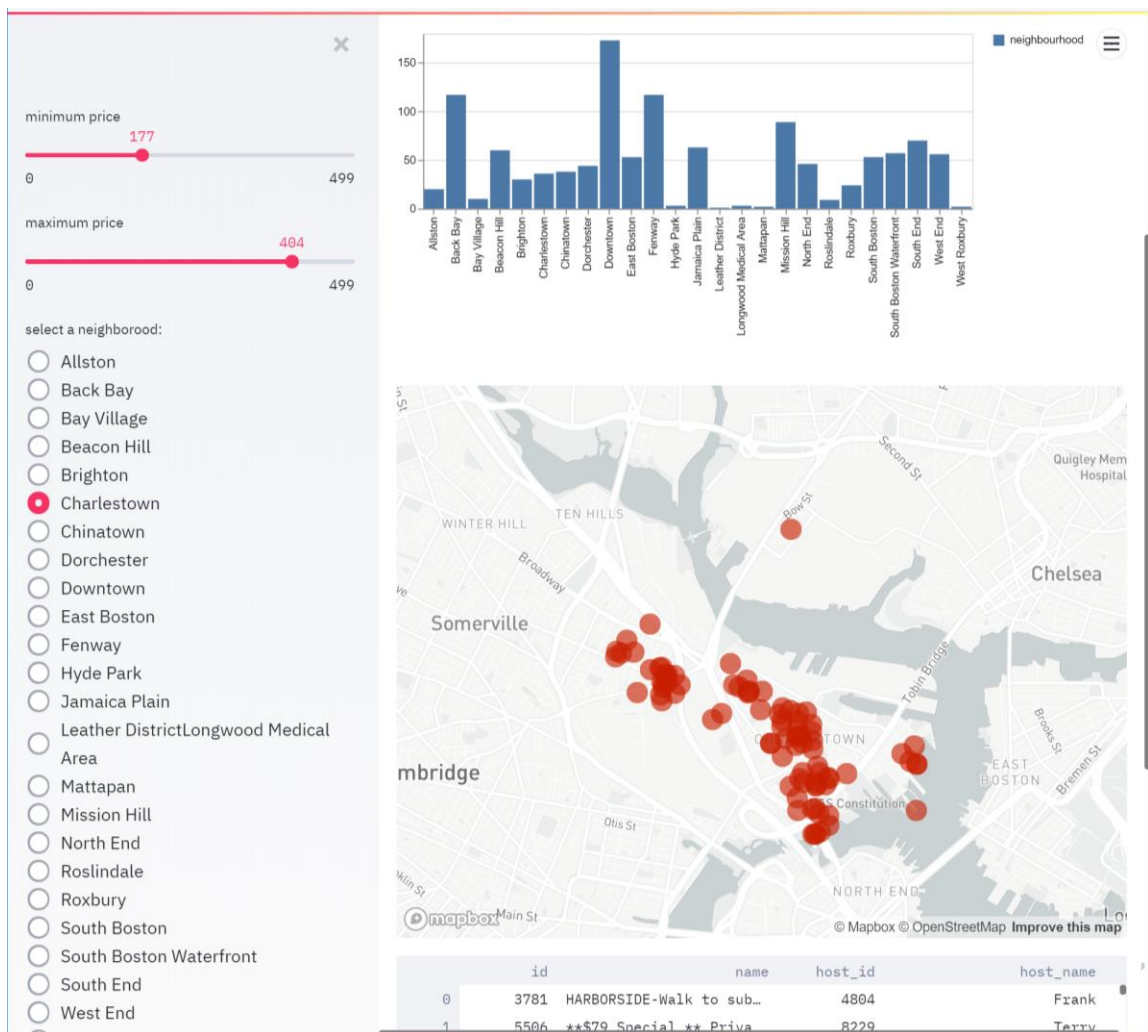 ×
minimum price
177
0 499
maximum price
404
0 499
select a neighborood:
Allston
Back Bay
Bay Village
Beacon Hill
Brighton
Charlestown
Chinatown
Dorchester
Downtown
East Boston
Fenway
Hyde Park
Jamaica Plain
Leather DistrictLongwood Medical
Area
Mattapan
Mission Hill
North End
Roslindale
Roxbury
South Boston
South Boston Waterfront
South End
West End
neighbourhood
150
100
50
0
Allston
Back Bay
Bay Village
Beacon Hill
Brighton
Charlestown
Chinatown
Dorchester
Downtown
East Boston
Fenway
Hyde Park
Jamaica Plain
Leather District
Longwood Medical Area
Mattapan
Mission Hill
North End
Roslindale
Roxbury
South Boston
South Boston Waterfront
South End
West End
West Roxbury
Second St
Quigley Mem
Hospital
Bow St
WINTER HILL
TEN HILLS
Broadway
Chelsea
Somerville
Tobin Bridge
Brooks St
Bremen St
EAST
BOSTON
mbridge
Constitution
Otis St
NORTH END
Main St
mapbox
© Mapbox © OpenStreetMap Improve this map
id name host_id host_name
0 3781 HARBORSIDE-Walk to sub… 4804 Frank
1 5506 **$79 Special ** Priva 8229 Terry